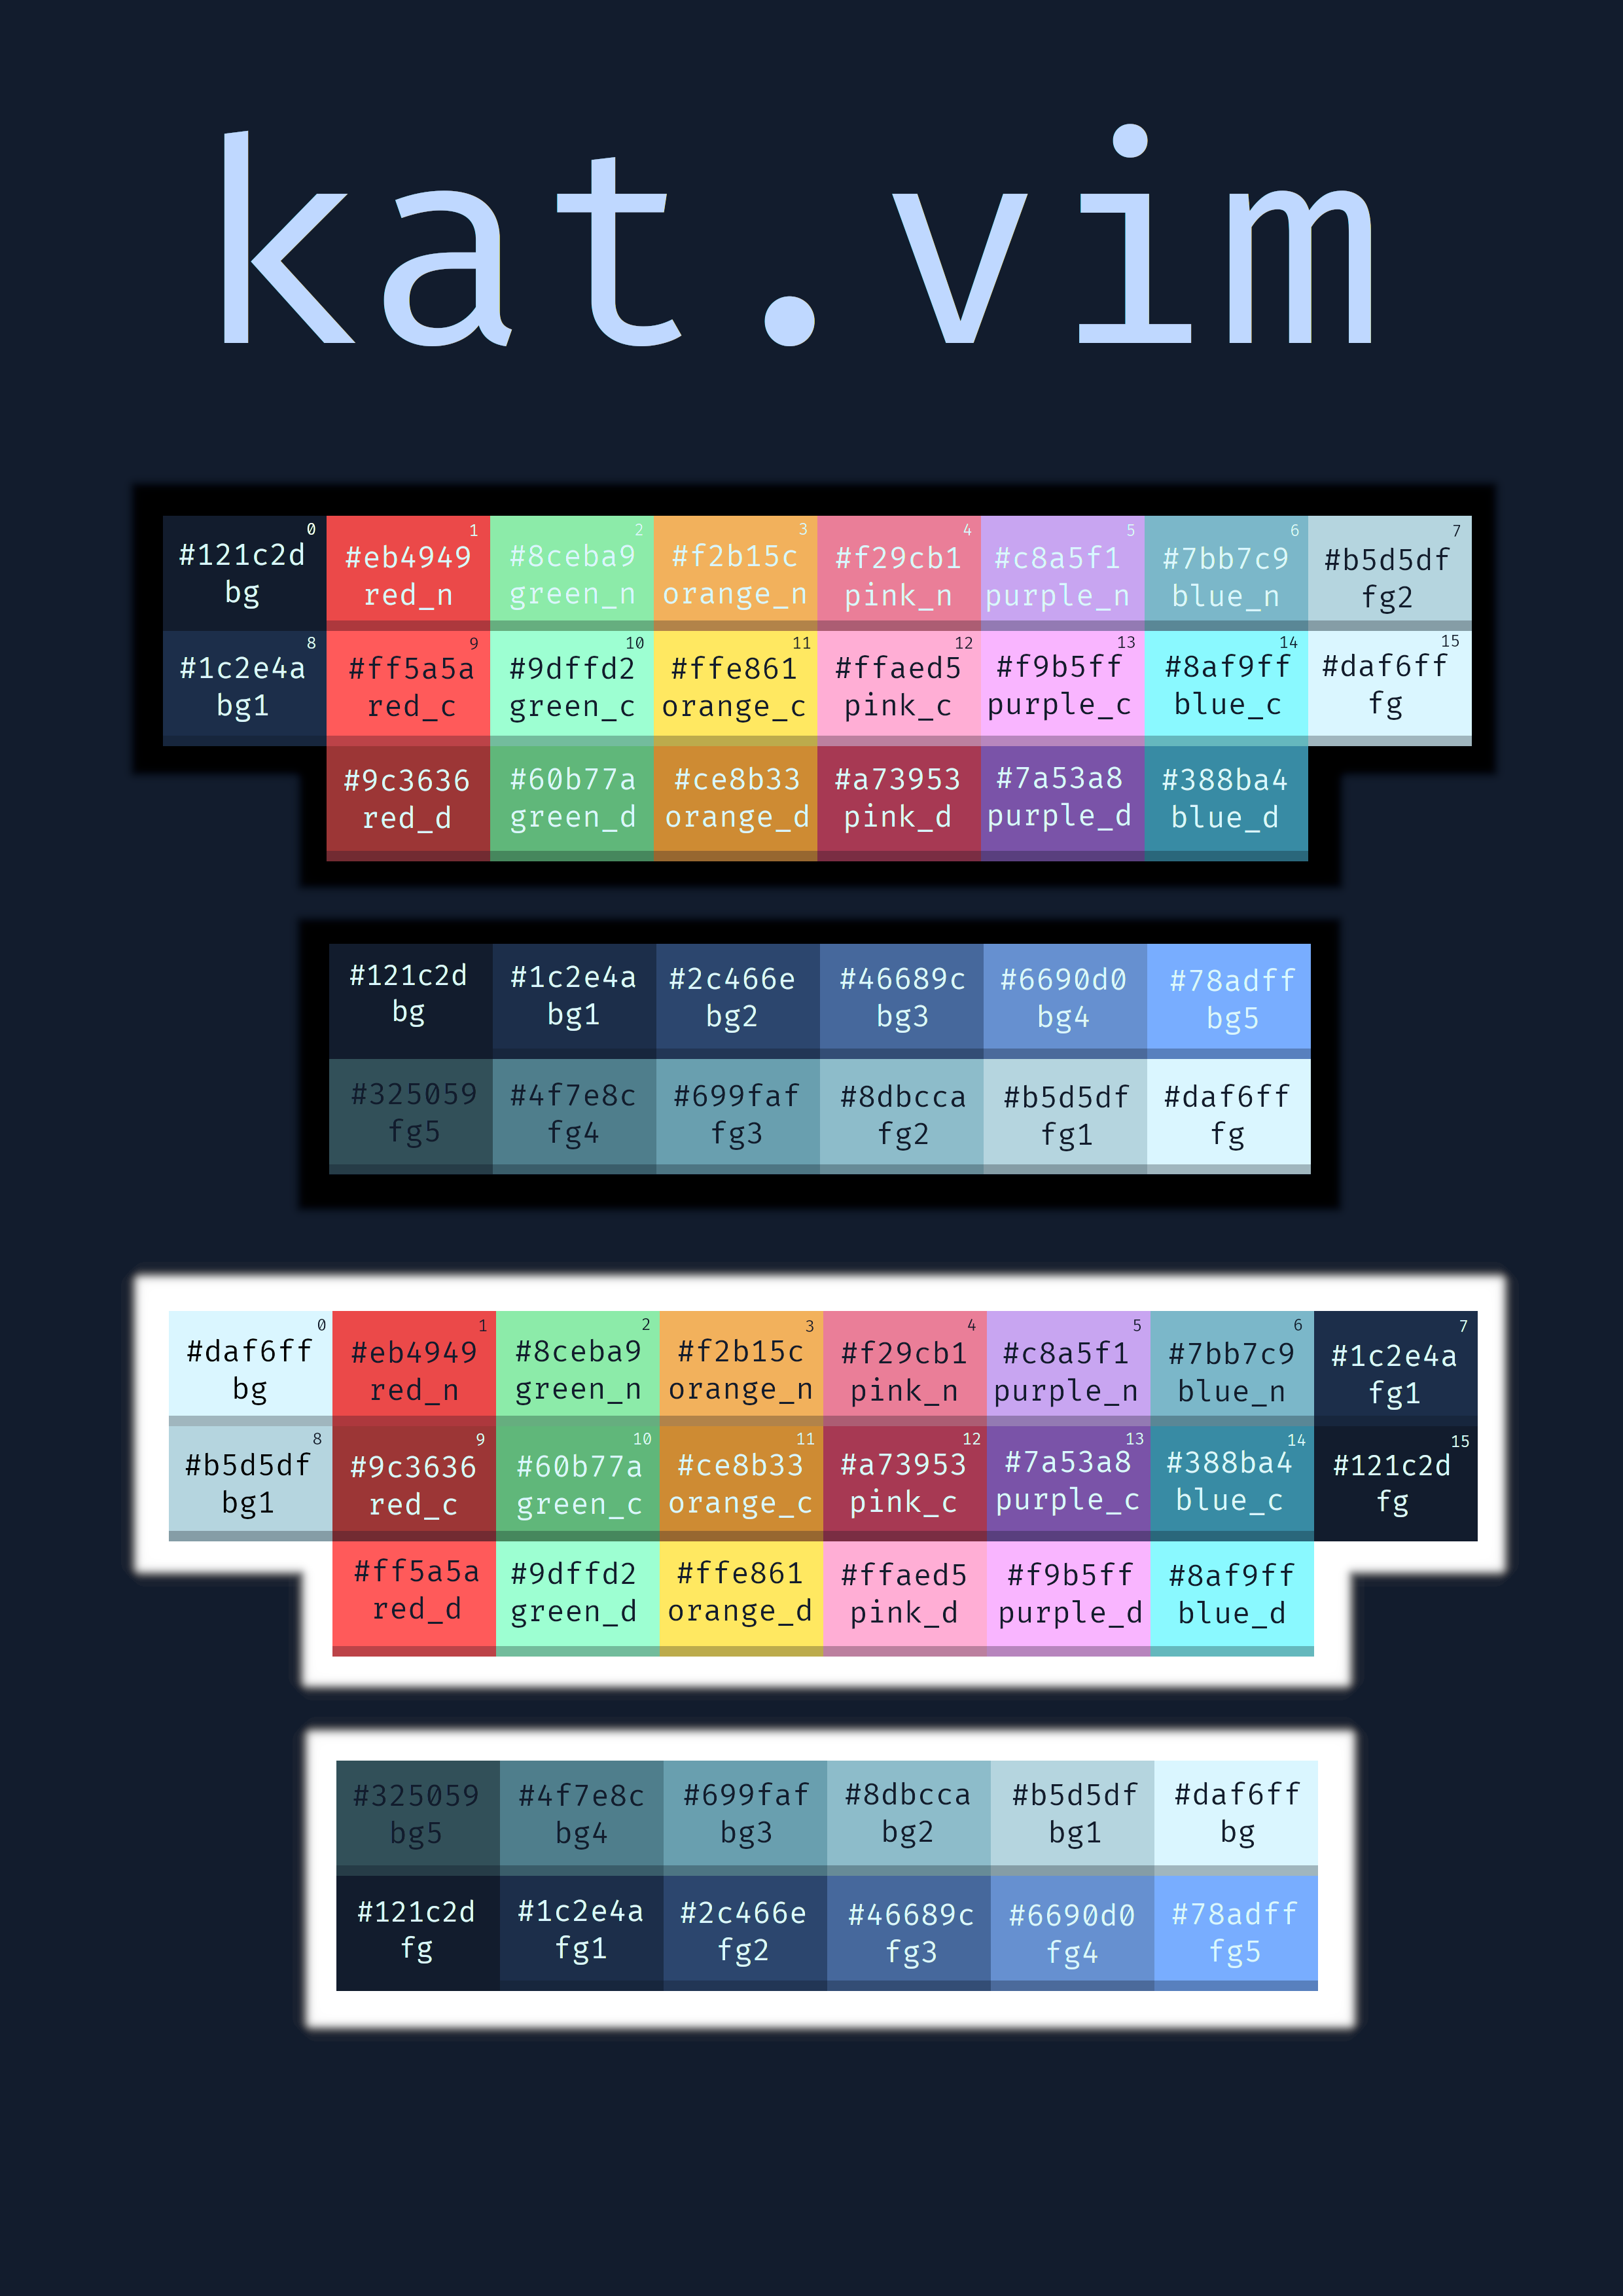 kat.vim
0 1 2 3 4 5 6 7
#121c2d #eb4949 #8ceba9 #f2b15c #f29cb1 #c8a5f1 #7bb7c9 #b5d5df
bg red_n green_n orange_n pink_n purple_n blue_n fg2
8 9 10 11 12 13 14 15
#1c2e4a #ff5a5a #9dffd2 #ffe861 #ffaed5 #f9b5ff #8af9ff #daf6ff
bg1 red_c green_c orange_c pink_c purple_c blue_c fg
#9c3636 #60b77a #ce8b33 #a73953 #7a53a8 #388ba4
red_d green_d orange_d pink_d purple_d blue_d
#121c2d #1c2e4a #2c466e #46689c #6690d0 #78adff
bg bg1 bg2 bg3 bg4 bg5
#325059 #4f7e8c #699faf #8dbcca #b5d5df #daf6ff
fg5 fg4 fg3 fg2 fg1 fg
0 1 2 3 4 5 6 7
#daf6ff #eb4949 #8ceba9 #f2b15c #f29cb1 #c8a5f1 #7bb7c9 #1c2e4a
bg red_n green_n orange_n pink_n purple_n blue_n fg1
8 9 10 11 12 13 14 15
#b5d5df #9c3636 #60b77a #ce8b33 #a73953 #7a53a8 #388ba4 #121c2d
bg1 red_c green_c orange_c pink_c purple_c blue_c fg
#ff5a5a #9dffd2 #ffe861 #ffaed5 #f9b5ff #8af9ff
red_d green_d orange_d pink_d purple_d blue_d
#325059 #4f7e8c #699faf #8dbcca #b5d5df #daf6ff
bg5 bg4 bg3 bg2 bg1 bg
#121c2d #1c2e4a #2c466e #46689c #6690d0 #78adff
fg fg1 fg2 fg3 fg4 fg5